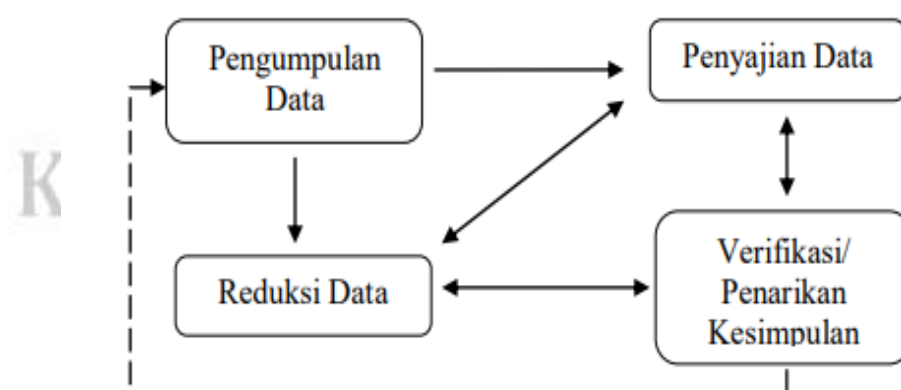 Pengumpulan
Data
Penyajian Data
K
Reduksi Data
Verifikasi/
Penarikan
Kesimpulan